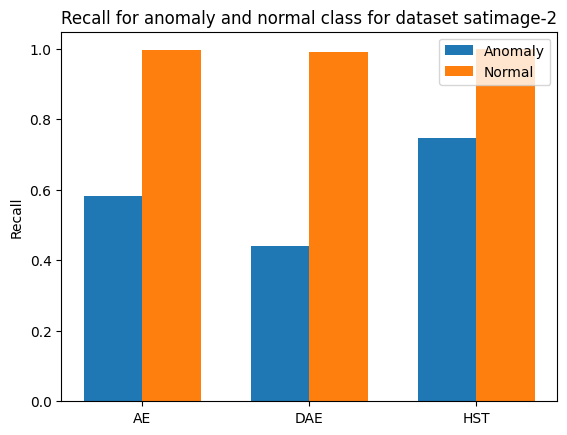 Recall for anomaly and normal class for dataset satimage-2
Anomaly
Normal
Recall
1.0
0.8
0.6
0.4
0.2
0.0
AE
DAE
HST